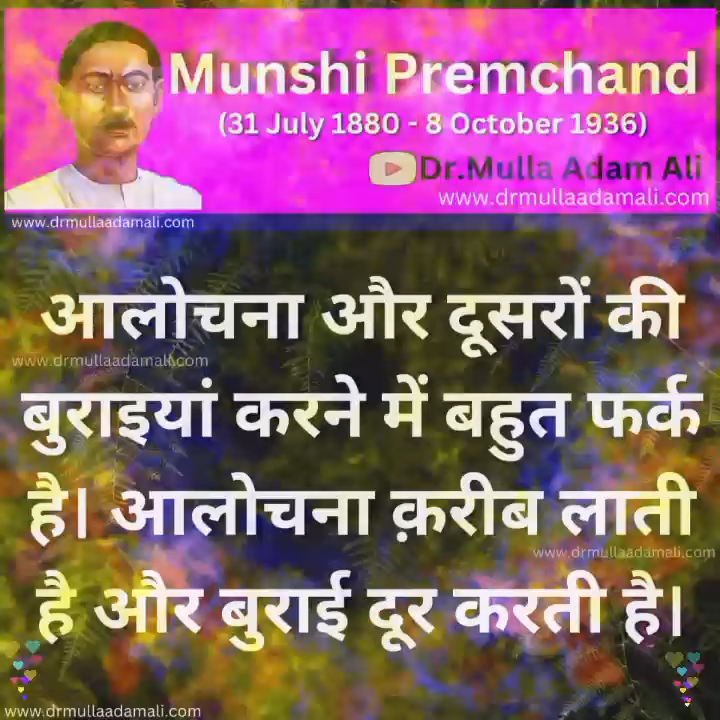 Munshi Premchand
(31 July 1880 - 8 October 1936)
Dr.Mulla Adam Ali
www.drmullaadamali.com
www.drmullaadamali.com
आलोचना और दूसरों की
www.drmullaadamali.com
बुराइयां करने में बहुत फर्क
है। आलोचना क़रीब लाती
www.drmullaadamali.com
है और बुराई दूर करती है।
www.drmullaadamali.com